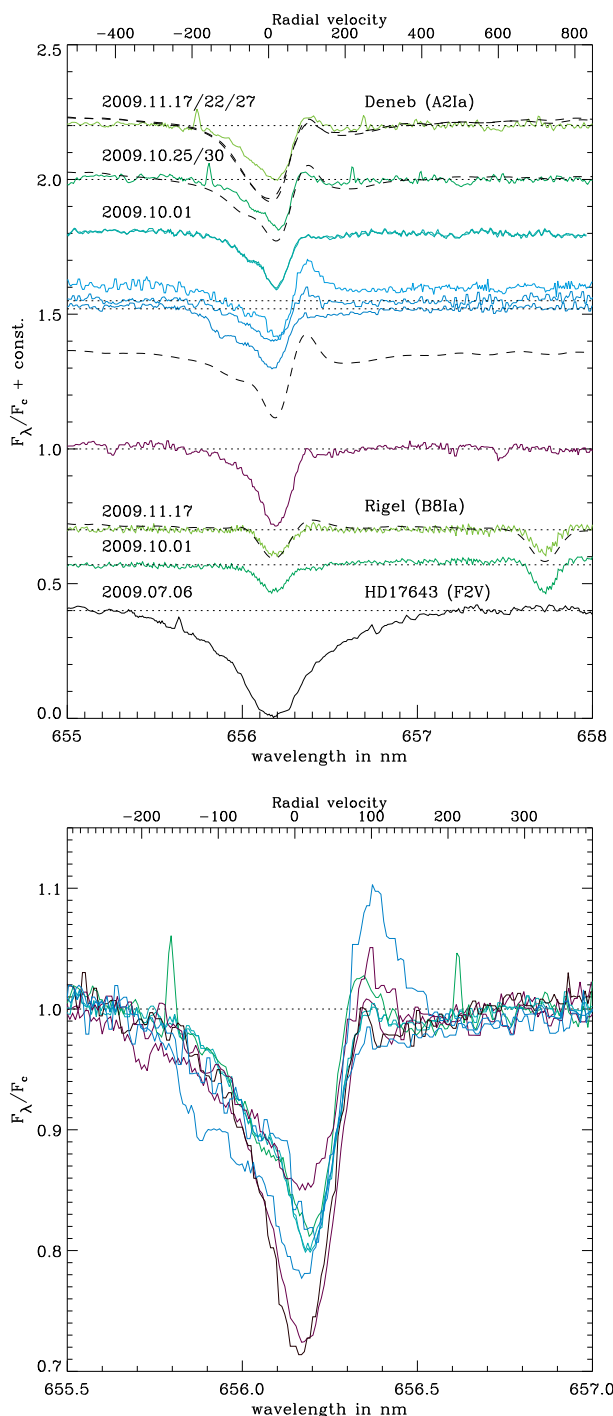 Radial velocity
-400 -200 0 200 400 600 800
2.5
2009.11.17/22/27 Deneb (A2Ia)
2009.10.25/30
2.0
2009.10.01
1.5
F_λ/F_c + const.
1.0
2009.11.17 Rigel (B8Ia)
2009.10.01
0.5
2009.07.06 HD17643 (F2V)
0.0
655 656 657 658
wavelength in nm
Radial velocity
-200 -100 0 100 200 300
1.1
1.0
F_λ/F_c
0.9
0.8
0.7
655.5 656.0 656.5 657.0
wavelength in nm